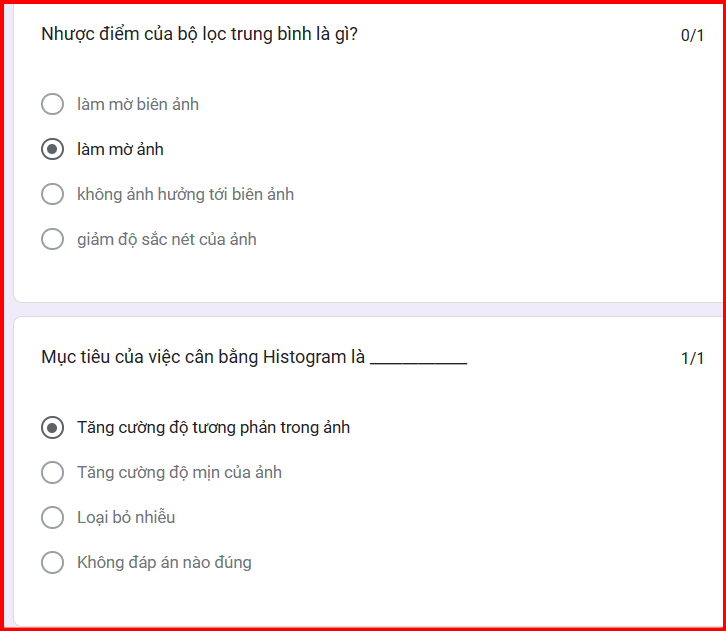 Nhược điểm của bộ lọc trung bình là gì?
0/1
làm mờ biên ảnh
làm mờ ảnh
không ảnh hưởng tới biên ảnh
giảm độ sắc nét của ảnh
Mục tiêu của việc cân bằng Histogram là ____________
1/1
Tăng cường độ tương phản trong ảnh
Tăng cường độ mịn của ảnh
Loại bỏ nhiễu
Không đáp án nào đúng